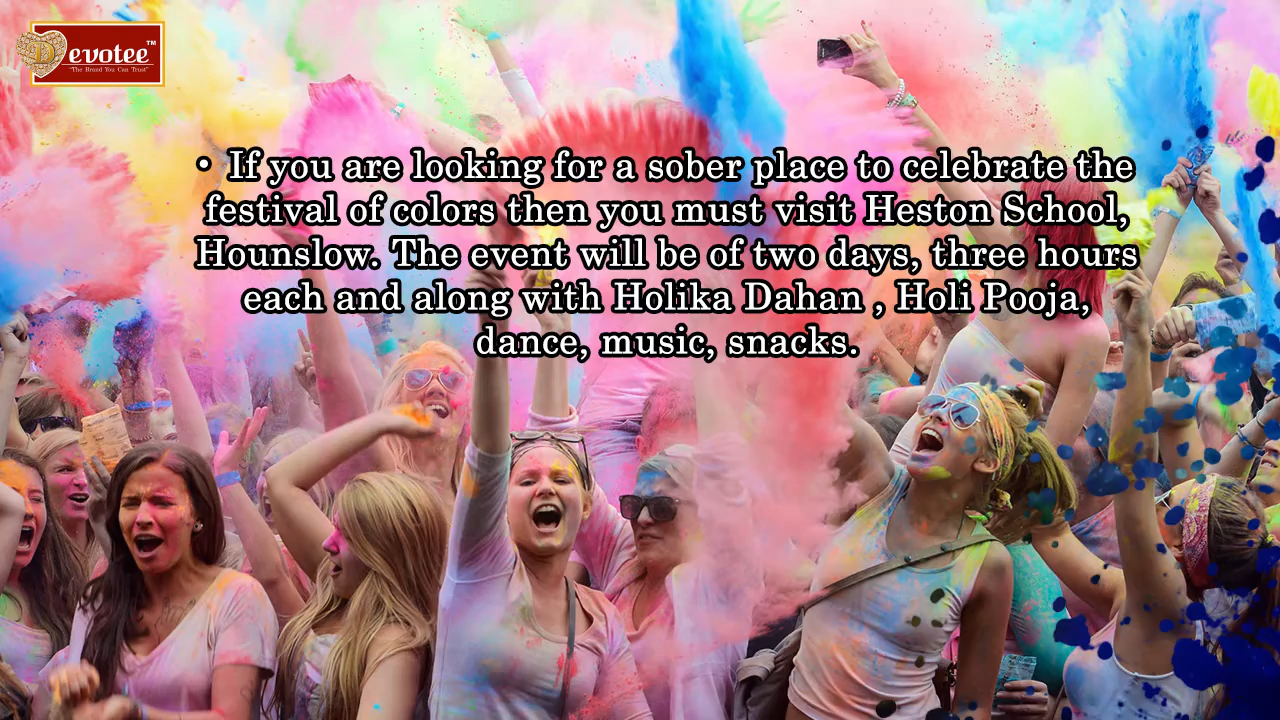 Devotee™
"The Brand You Can Trust"
• If you are looking for a sober place to celebrate the
festival of colors then you must visit Heston School,
Hounslow. The event will be of two days, three hours
each and along with Holika Dahan , Holi Pooja,
dance, music, snacks.